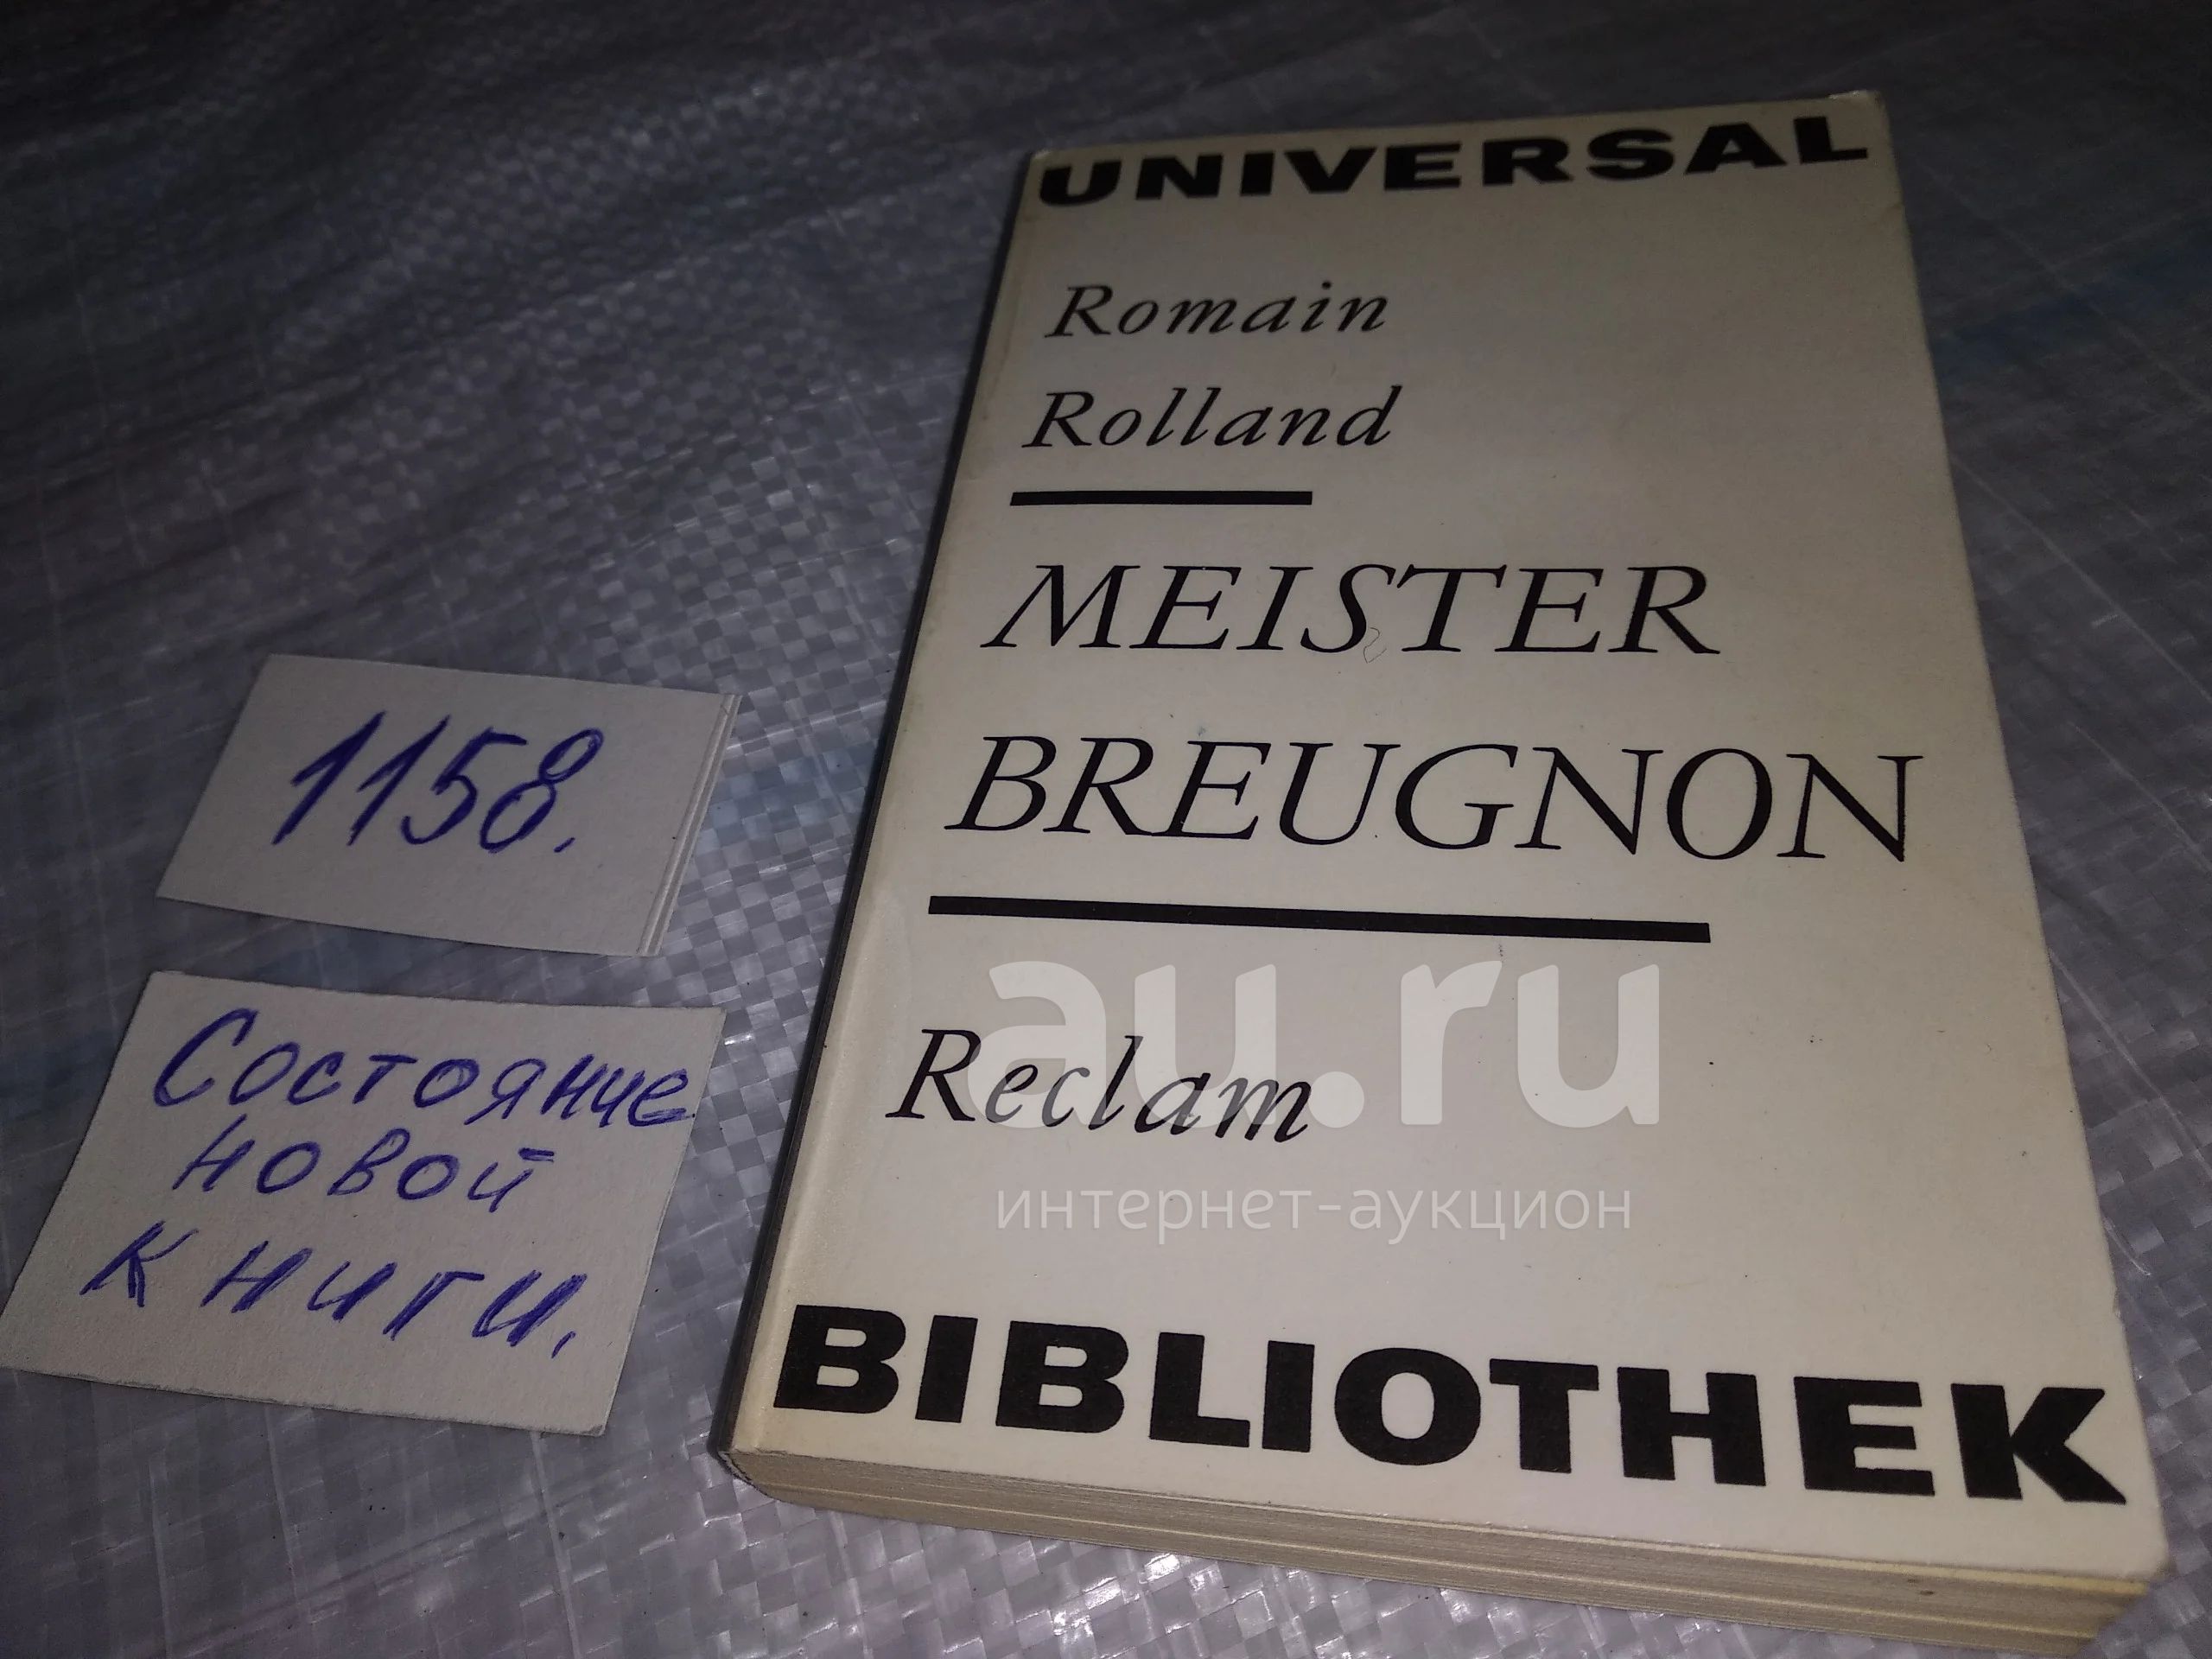 UNIVERSAL
Romain
Rolland
MEISTER
BREUGNON
Reclam
BIBLIOTHEK
1158.
Состояние
новой
книги.
au.ru
интернет-аукцион